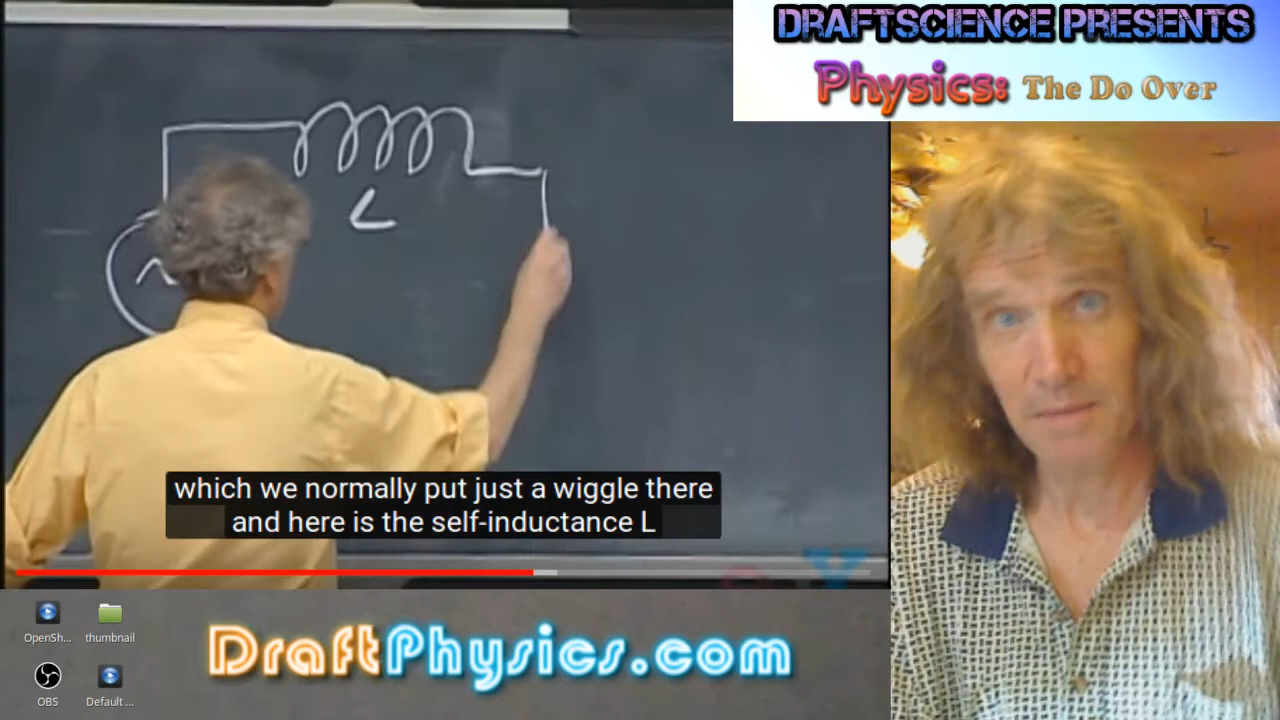 DRAFTSCIENCE PRESENTS
Physics: The Do Over
L
which we normally put just a wiggle there
and here is the self-inductance L
DraftPhysics.com
OpenSh... thumbnail
OBS Default ...